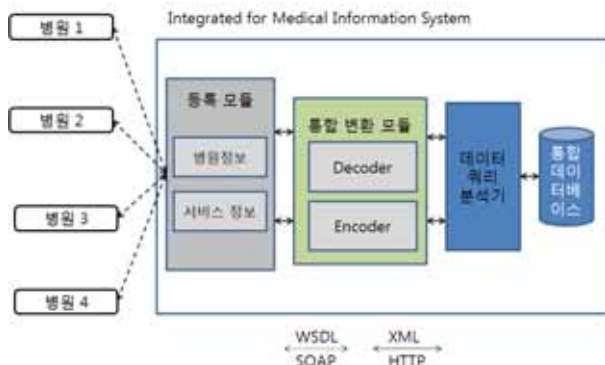 병원 1
병원 2
병원 3
병원 4
Integrated for Medical Information System
등록 모듈
병원정보
서비스 정보
통합 변환 모듈
Decoder
Encoder
데이터
쿼리
분석기
통합
데이
터베
이스
WSDL
SOAP
XML
HTTP